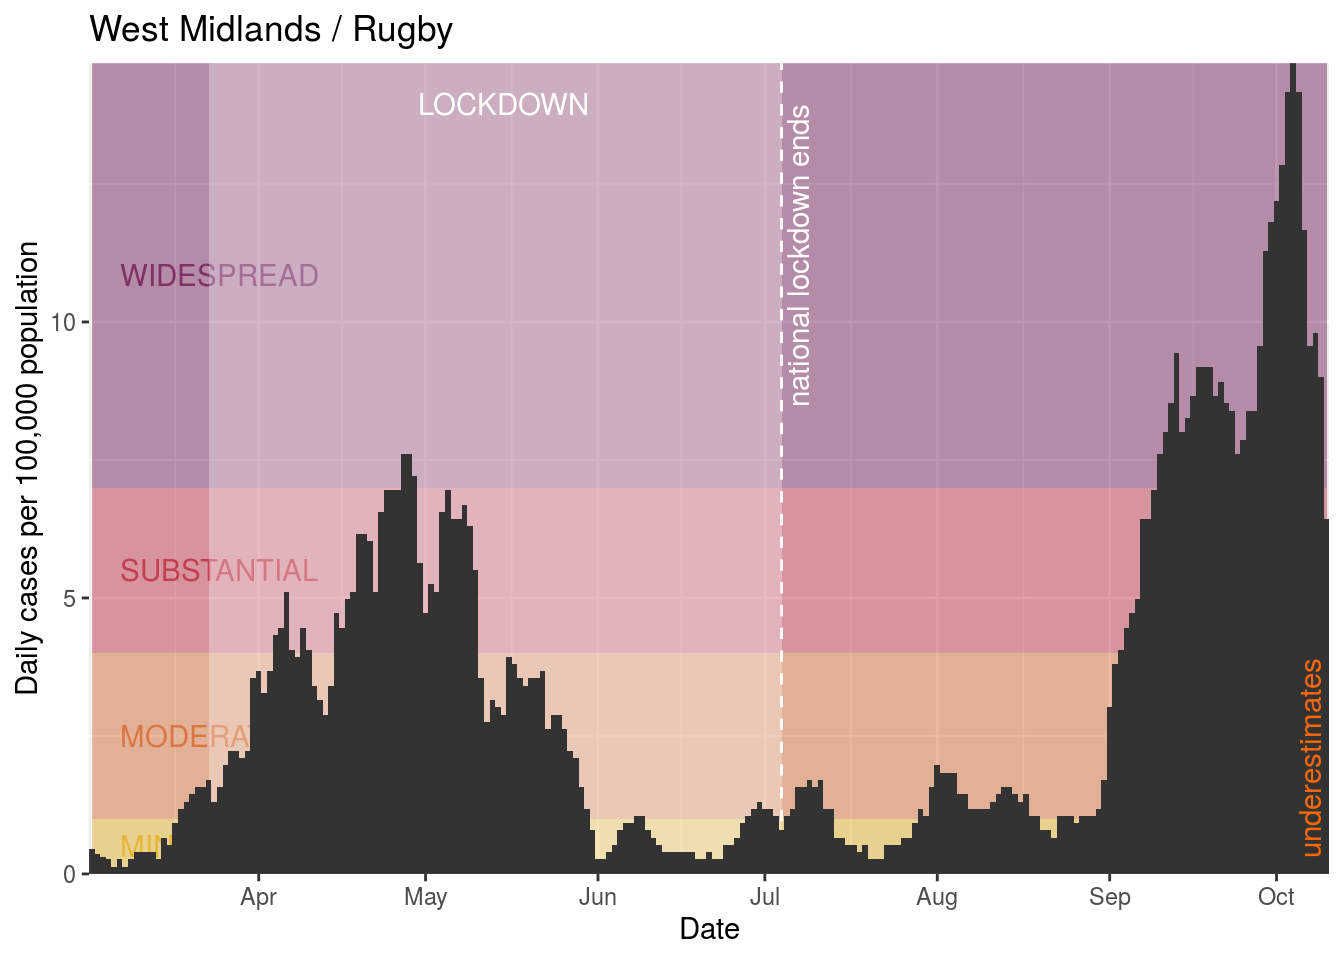 West Midlands / Rugby
LOCKDOWN
national lockdown ends
WIDESPREAD
SUBSTANTIAL
MODERA
MIN
underestimates
Daily cases per 100,000 population
10
5
0
Apr May Jun Jul Aug Sep Oct
Date